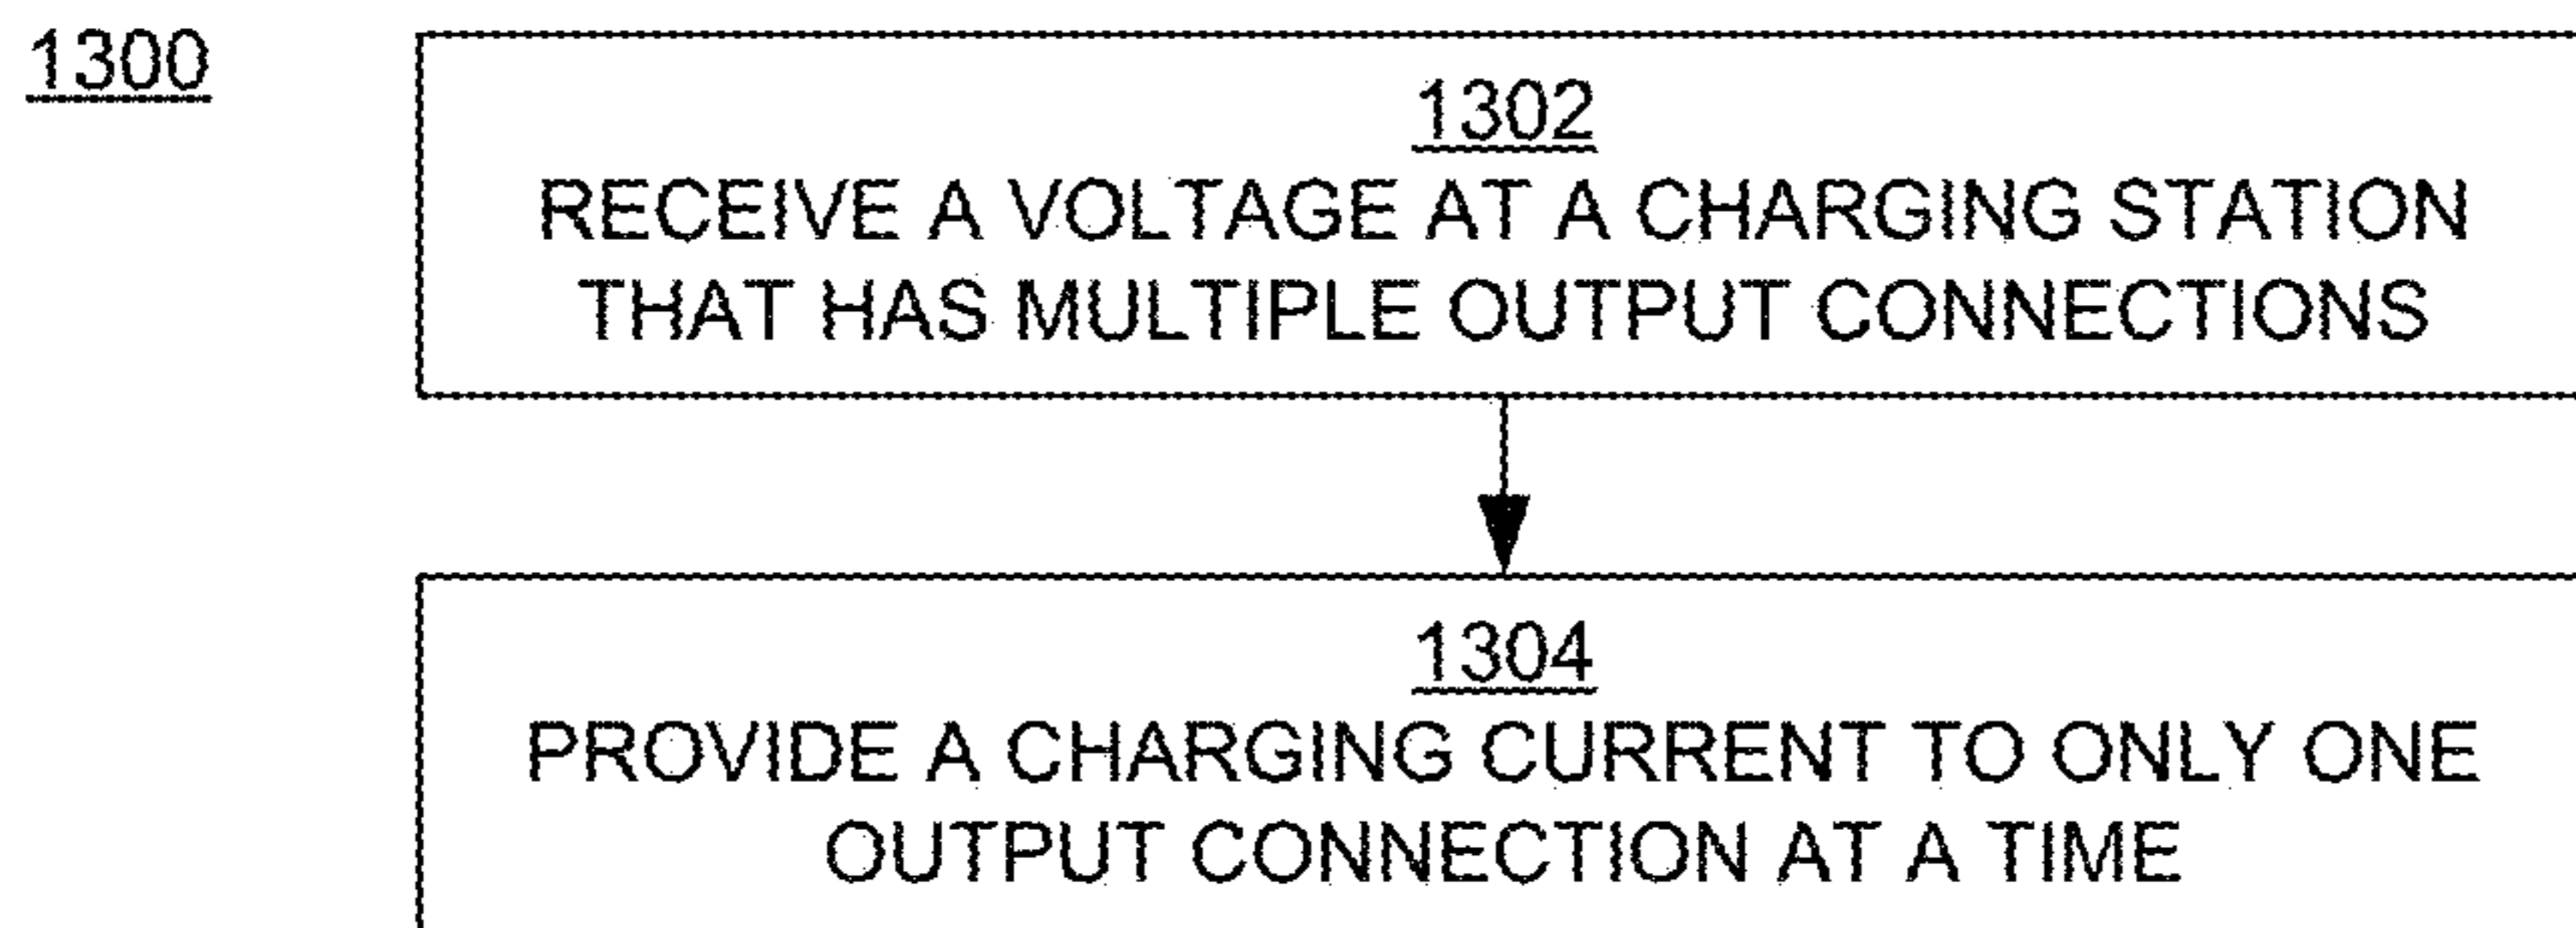 1300
1302
RECEIVE A VOLTAGE AT A CHARGING STATION
THAT HAS MULTIPLE OUTPUT CONNECTIONS
1304
PROVIDE A CHARGING CURRENT TO ONLY ONE
OUTPUT CONNECTION AT A TIME